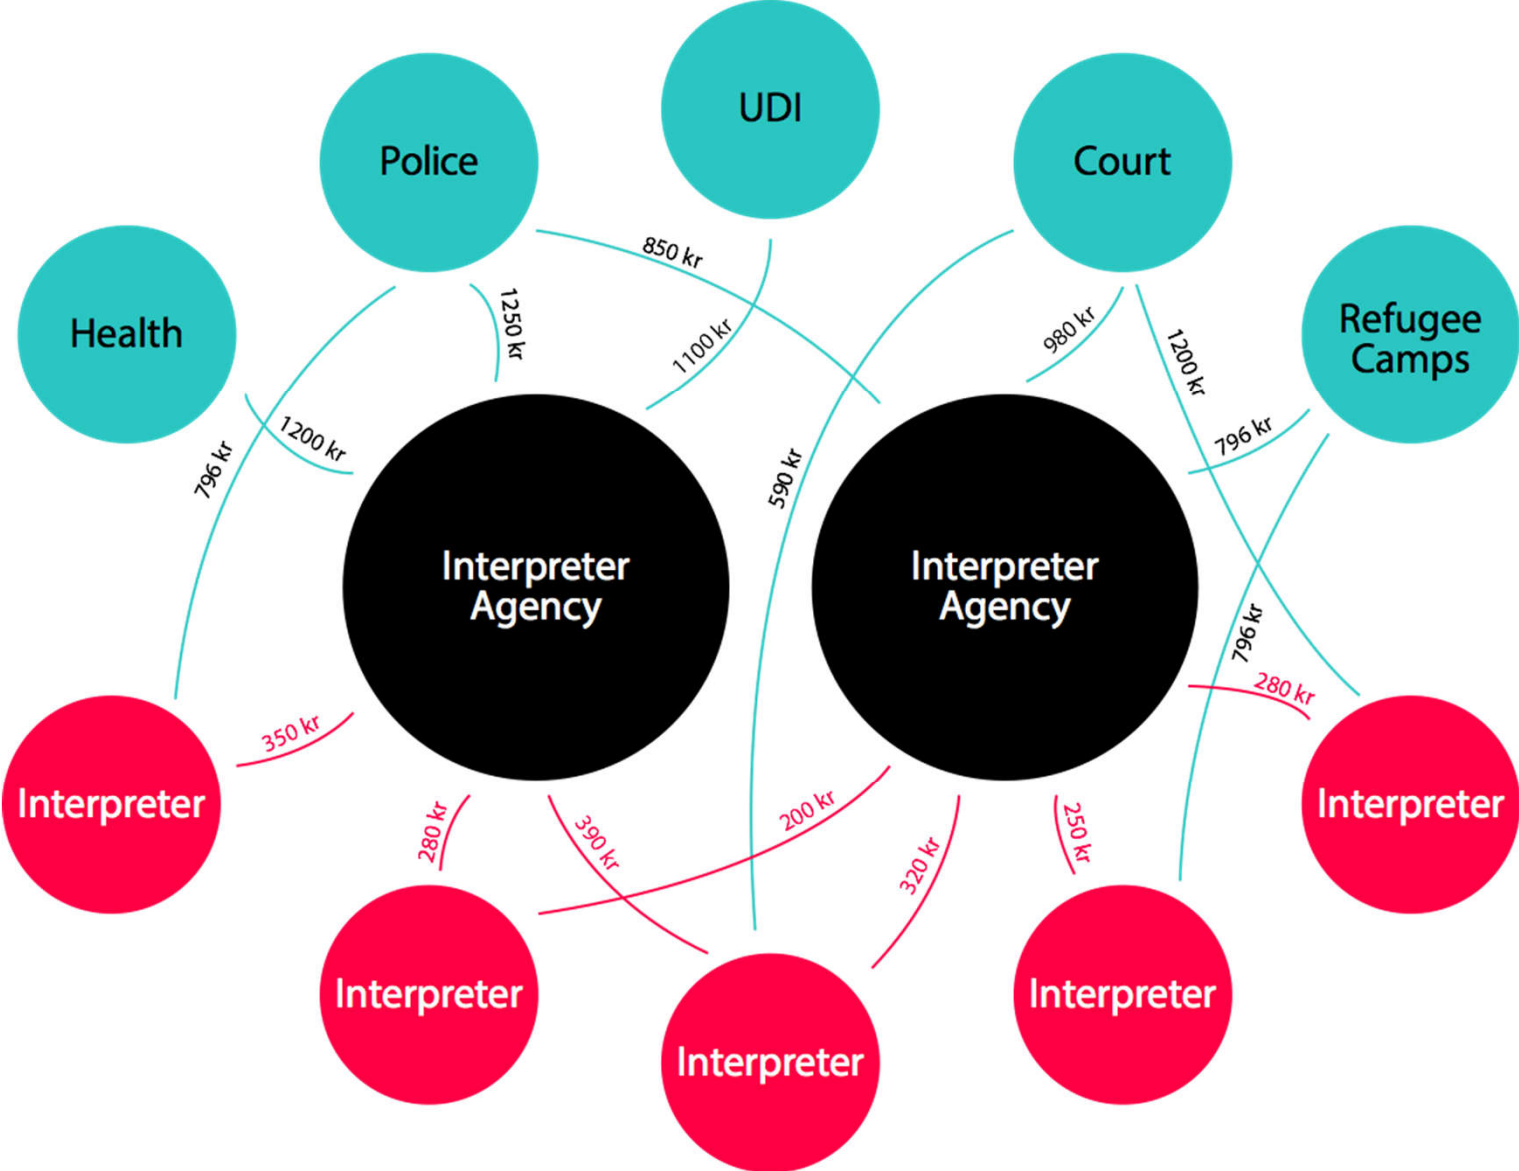 UDI
Police
Court
850 kr
1250 kr
Health
Refugee
Camps
1100 kr
980 kr
1200 kr
1200 kr
796 kr
796 kr
590 kr
Interpreter
Agency
Interpreter
Agency
796 kr
280 kr
350 kr
Interpreter
Interpreter
280 kr
390 kr
200 kr
320 kr
250 kr
Interpreter
Interpreter
Interpreter